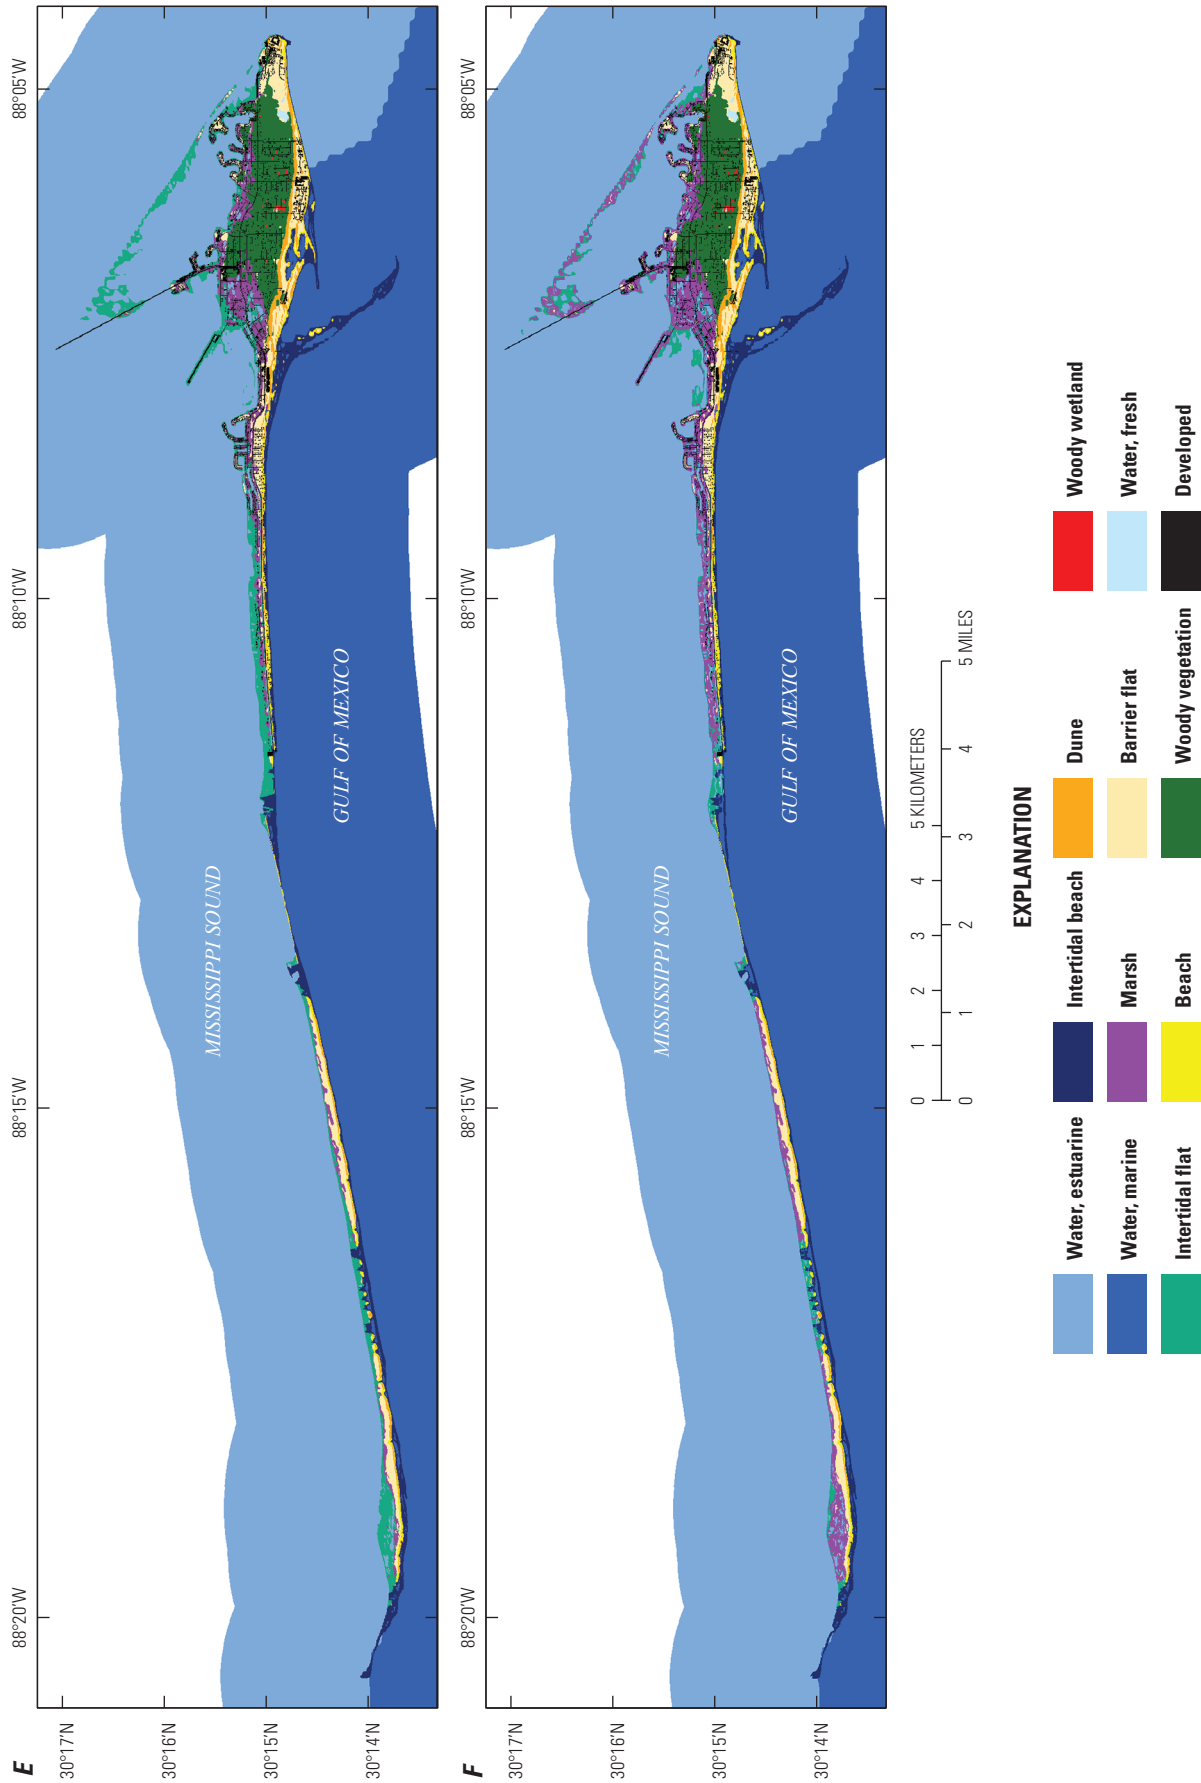 E
88°20'W
88°15'W
88°10'W
88°05'W
30°17'N
30°16'N
30°15'N
30°14'N
MISSISSIPPI SOUND
GULF OF MEXICO
F
88°20'W
88°15'W
88°10'W
88°05'W
30°17'N
30°16'N
30°15'N
30°14'N
MISSISSIPPI SOUND
GULF OF MEXICO
0 1 2 3 4 5 KILOMETERS
0 1 2 3 4 5 MILES
EXPLANATION
Water, estuarine
Water, marine
Intertidal flat
Intertidal beach
Marsh
Beach
Dune
Barrier flat
Woody vegetation
Woody wetland
Water, fresh
Developed